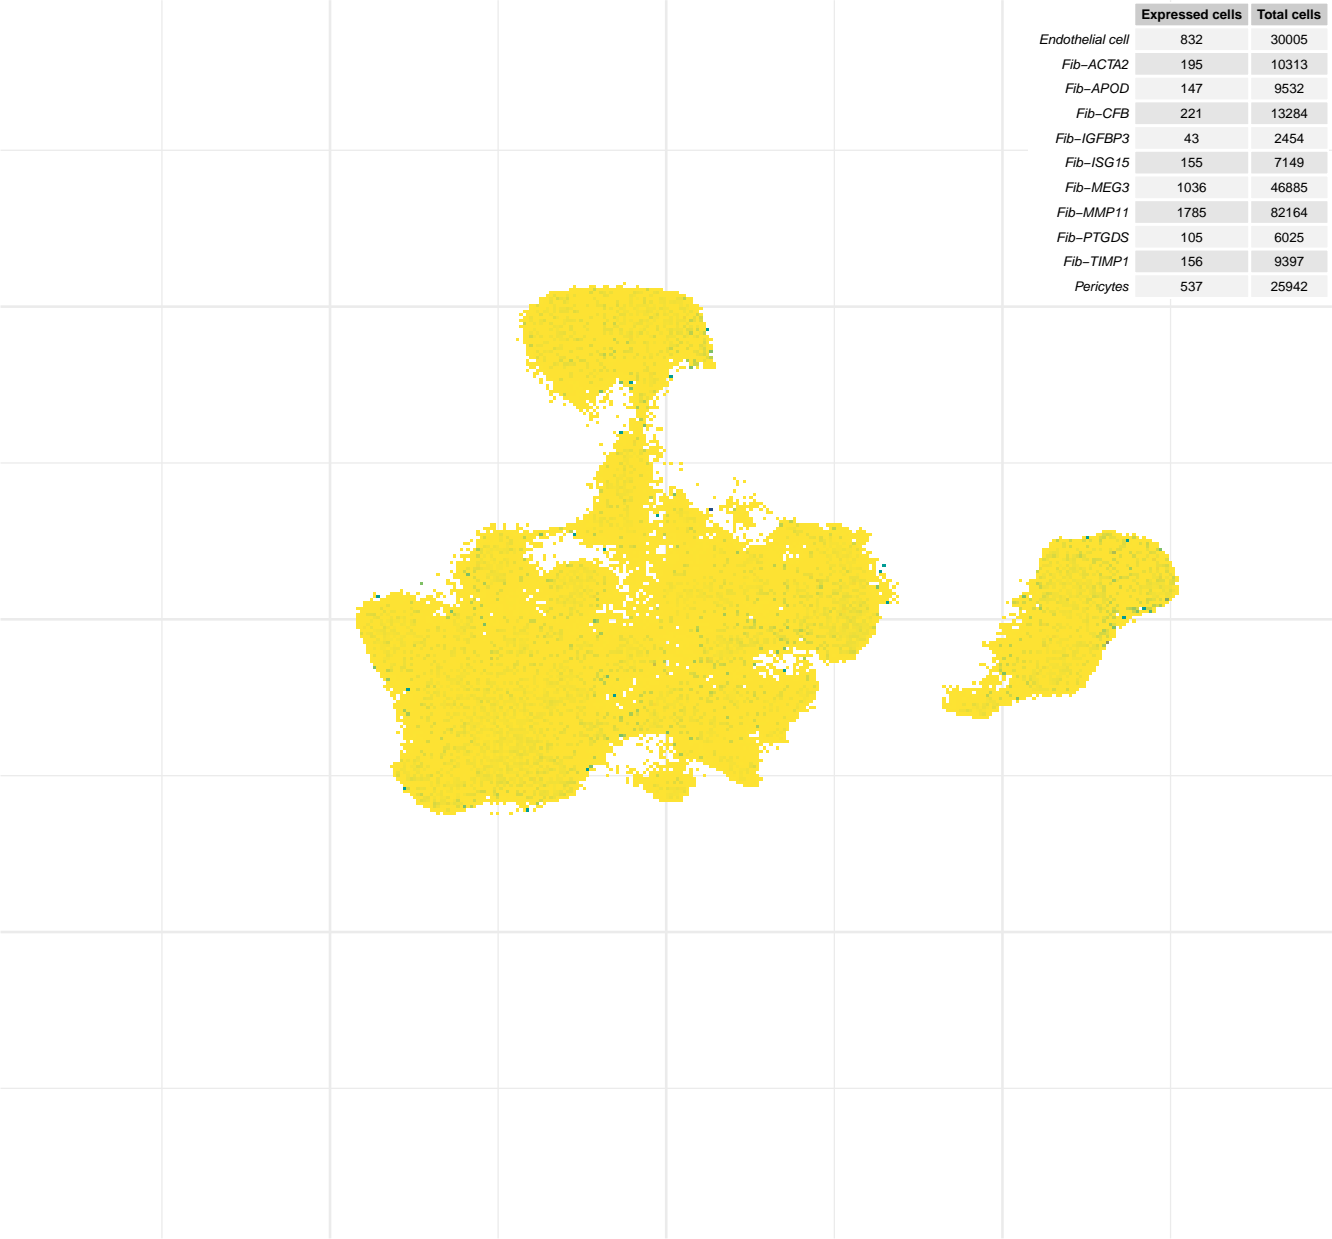 Expressed cells Total cells
Endothelial cell 832 30005
Fib−ACTA2 195 10313
Fib−APOD 147 9532
Fib−CFB 221 13284
Fib−IGFBP3 43 2454
Fib−ISG15 155 7149
Fib−MEG3 1036 46885
Fib−MMP11 1785 82164
Fib−PTGDS 105 6025
Fib−TIMP1 156 9397
Pericytes 537 25942